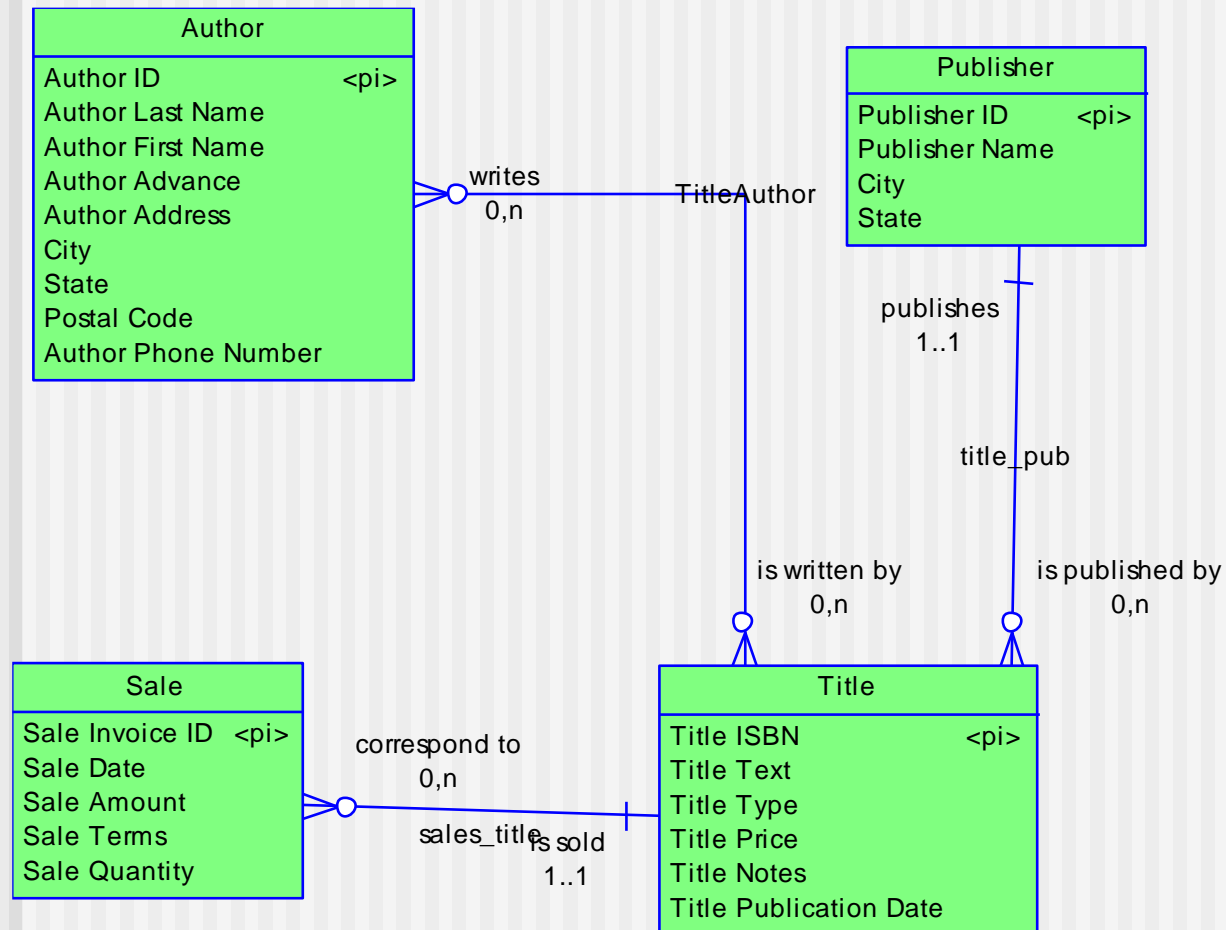 Author
Author ID <pi>
Author Last Name
Author First Name
Author Advance
Author Address
City
State
Postal Code
Author Phone Number
writes
0,n
TitleAuthor
Publisher
Publisher ID <pi>
Publisher Name
City
State
publishes
1..1
title_pub
is written by
0,n
is published by
0,n
Sale
Sale Invoice ID <pi>
Sale Date
Sale Amount
Sale Terms
Sale Quantity
correspond to
0,n
sales_title
is sold
1..1
Title
Title ISBN <pi>
Title Text
Title Type
Title Price
Title Notes
Title Publication Date